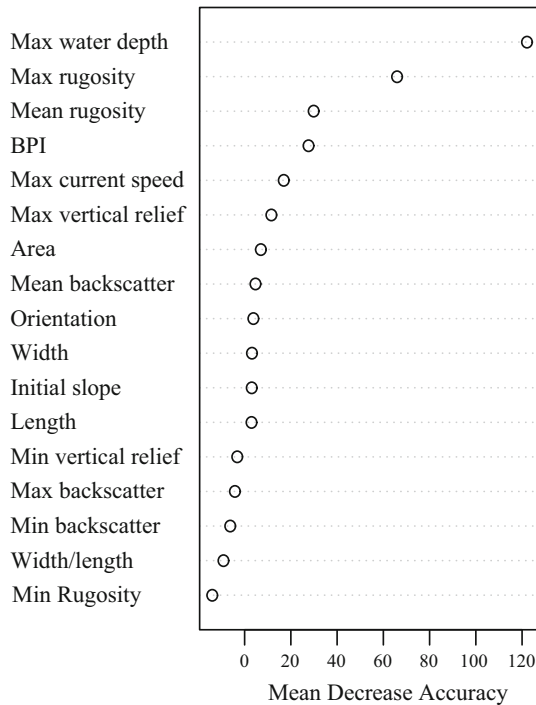 Max water depth
Max rugosity
Mean rugosity
BPI
Max current speed
Max vertical relief
Area
Mean backscatter
Orientation
Width
Initial slope
Length
Min vertical relief
Max backscatter
Min backscatter
Width/length
Min Rugosity
0 20 40 60 80 100 120
Mean Decrease Accuracy